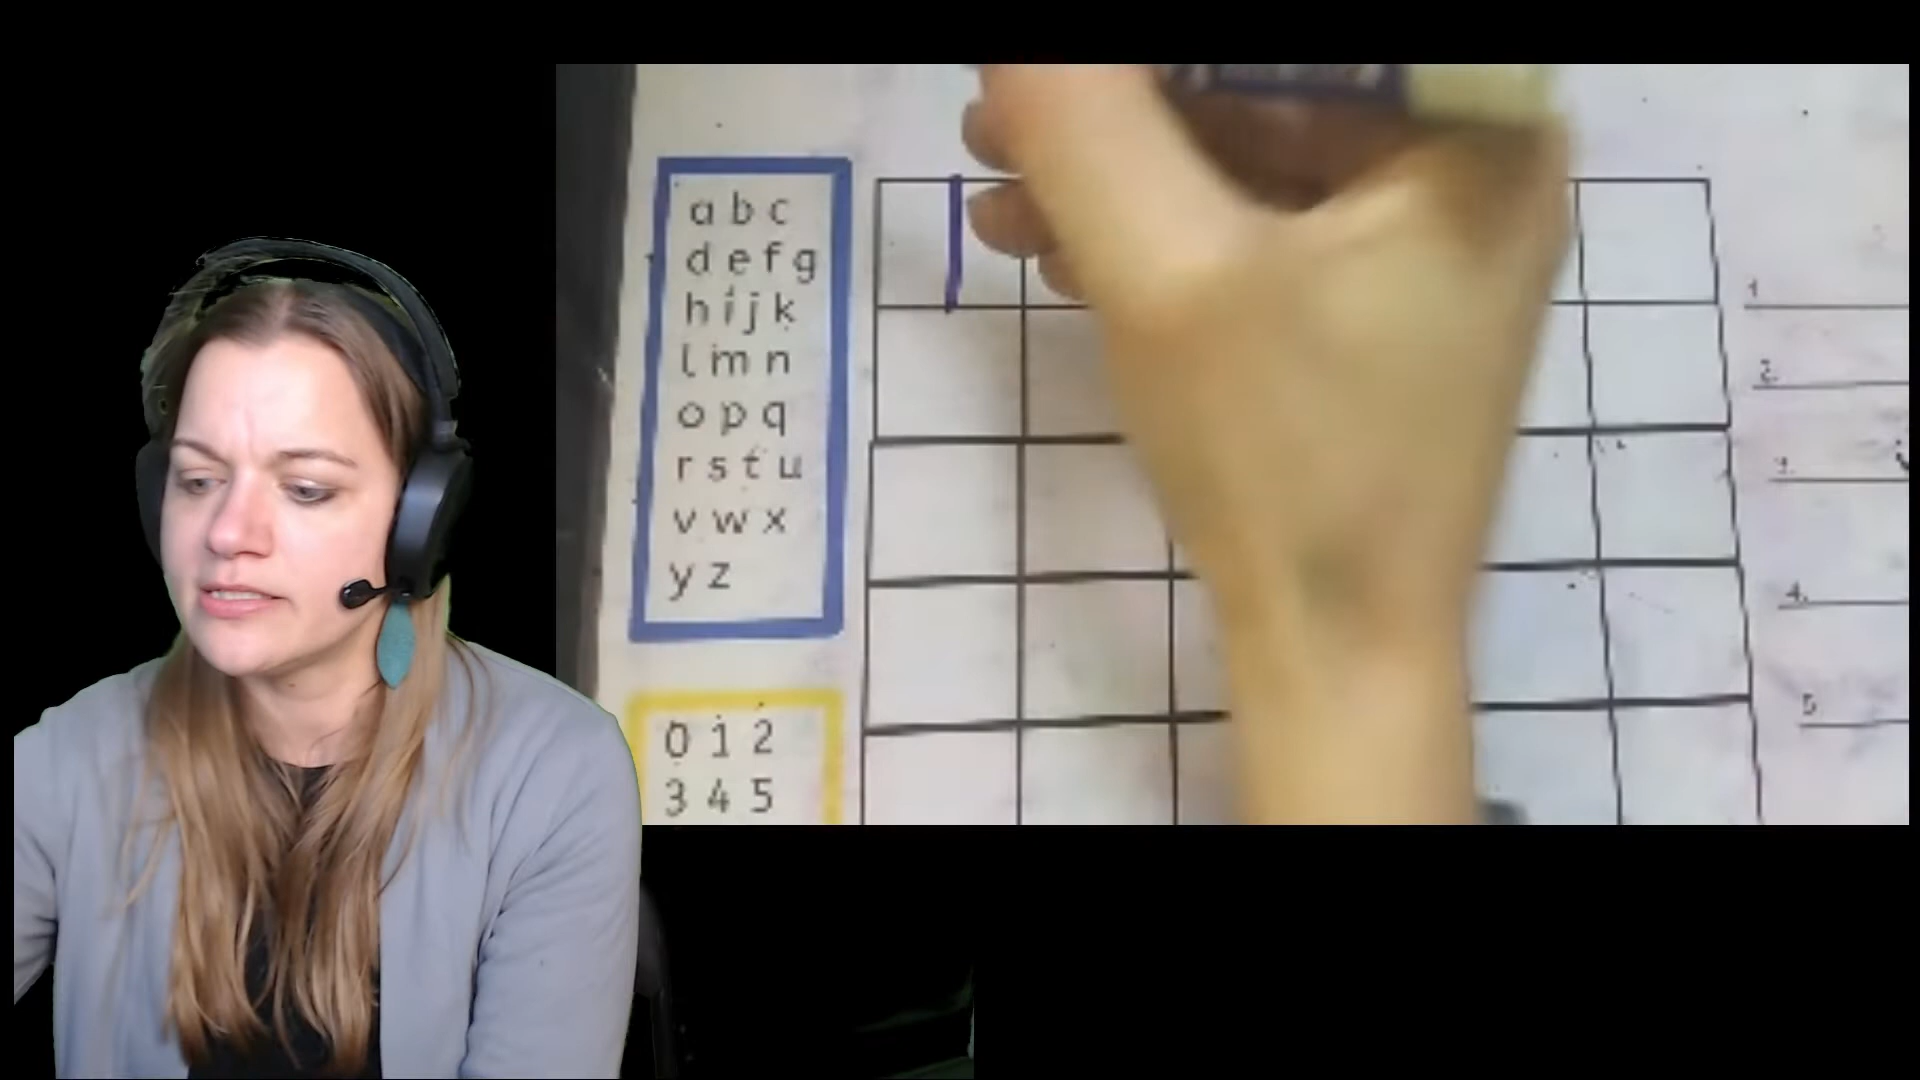 a b c
d e f g
h i j k
l m n
o p q
r s t u
v w x
y z
0 1 2
3 4 5
1.
2.
3.
4.
5